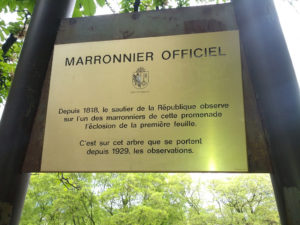 MARRONNIER OFFICIEL
Depuis 1818, le sautier de la République observe
sur l'un des marronniers de cette promenade
l'éclosion de la première feuille.
C'est sur cet arbre que se portent
depuis 1929, les observations.